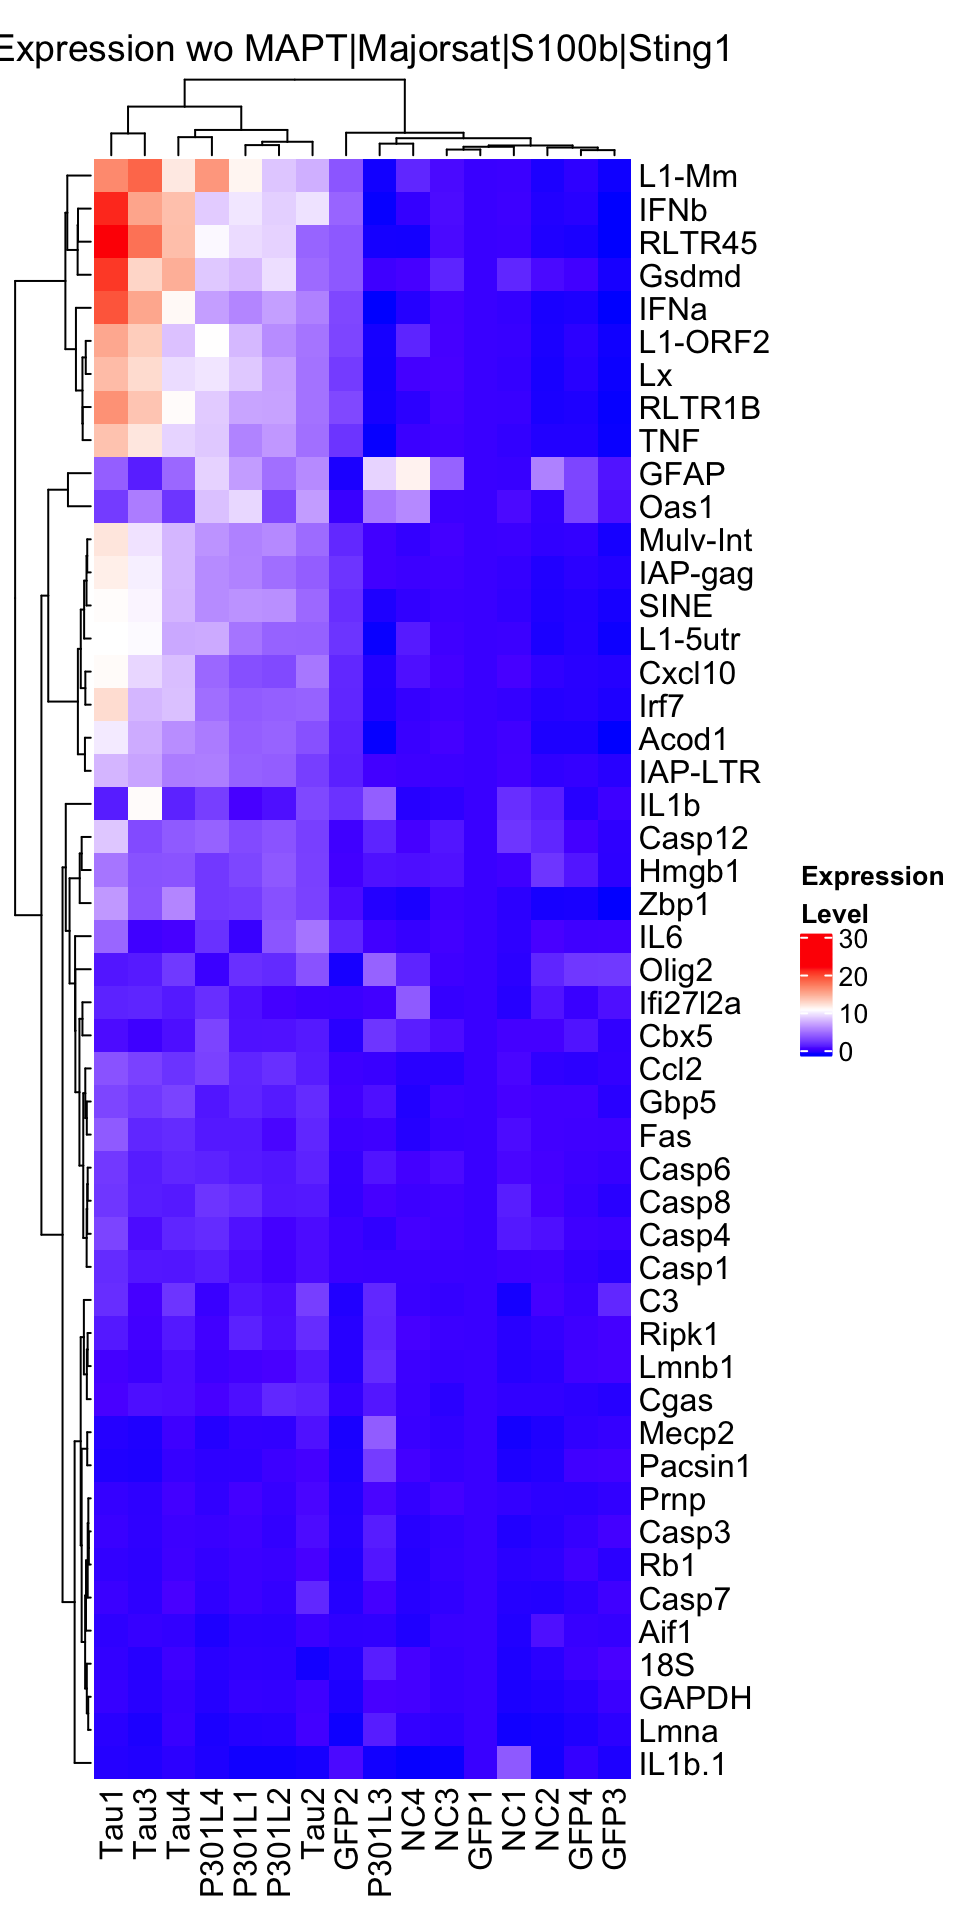 Expression wo MAPT|Majorsat|S100b|Sting1
L1-Mm
IFNb
RLTR45
Gsdmd
IFNa
L1-ORF2
Lx
RLTR1B
TNF
GFAP
Oas1
Mulv-Int
IAP-gag
SINE
L1-5utr
Cxcl10
Irf7
Acod1
IAP-LTR
IL1b
Casp12
Hmgb1
Zbp1
IL6
Olig2
Ifi27l2a
Cbx5
Ccl2
Gbp5
Fas
Casp6
Casp8
Casp4
Casp1
C3
Ripk1
Lmnb1
Cgas
Mecp2
Pacsin1
Prnp
Casp3
Rb1
Casp7
Aif1
18S
GAPDH
Lmna
IL1b.1
Tau1
Tau3
Tau4
P301L4
P301L1
P301L2
Tau2
GFP2
P301L3
NC4
NC3
GFP1
NC1
NC2
GFP4
GFP3
Expression
Level
30
20
10
0